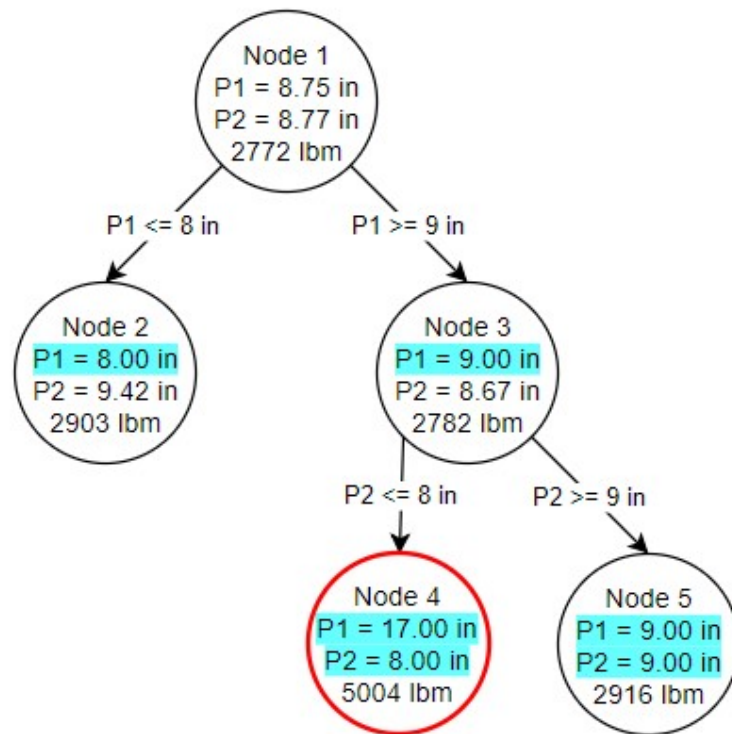 Node 1
P1 = 8.75 in
P2 = 8.77 in
2772 lbm
P1 <= 8 in
P1 >= 9 in
Node 2
P1 = 8.00 in
P2 = 9.42 in
2903 lbm
Node 3
P1 = 9.00 in
P2 = 8.67 in
2782 lbm
P2 <= 8 in
P2 >= 9 in
Node 4
P1 = 17.00 in
P2 = 8.00 in
5004 lbm
Node 5
P1 = 9.00 in
P2 = 9.00 in
2916 lbm